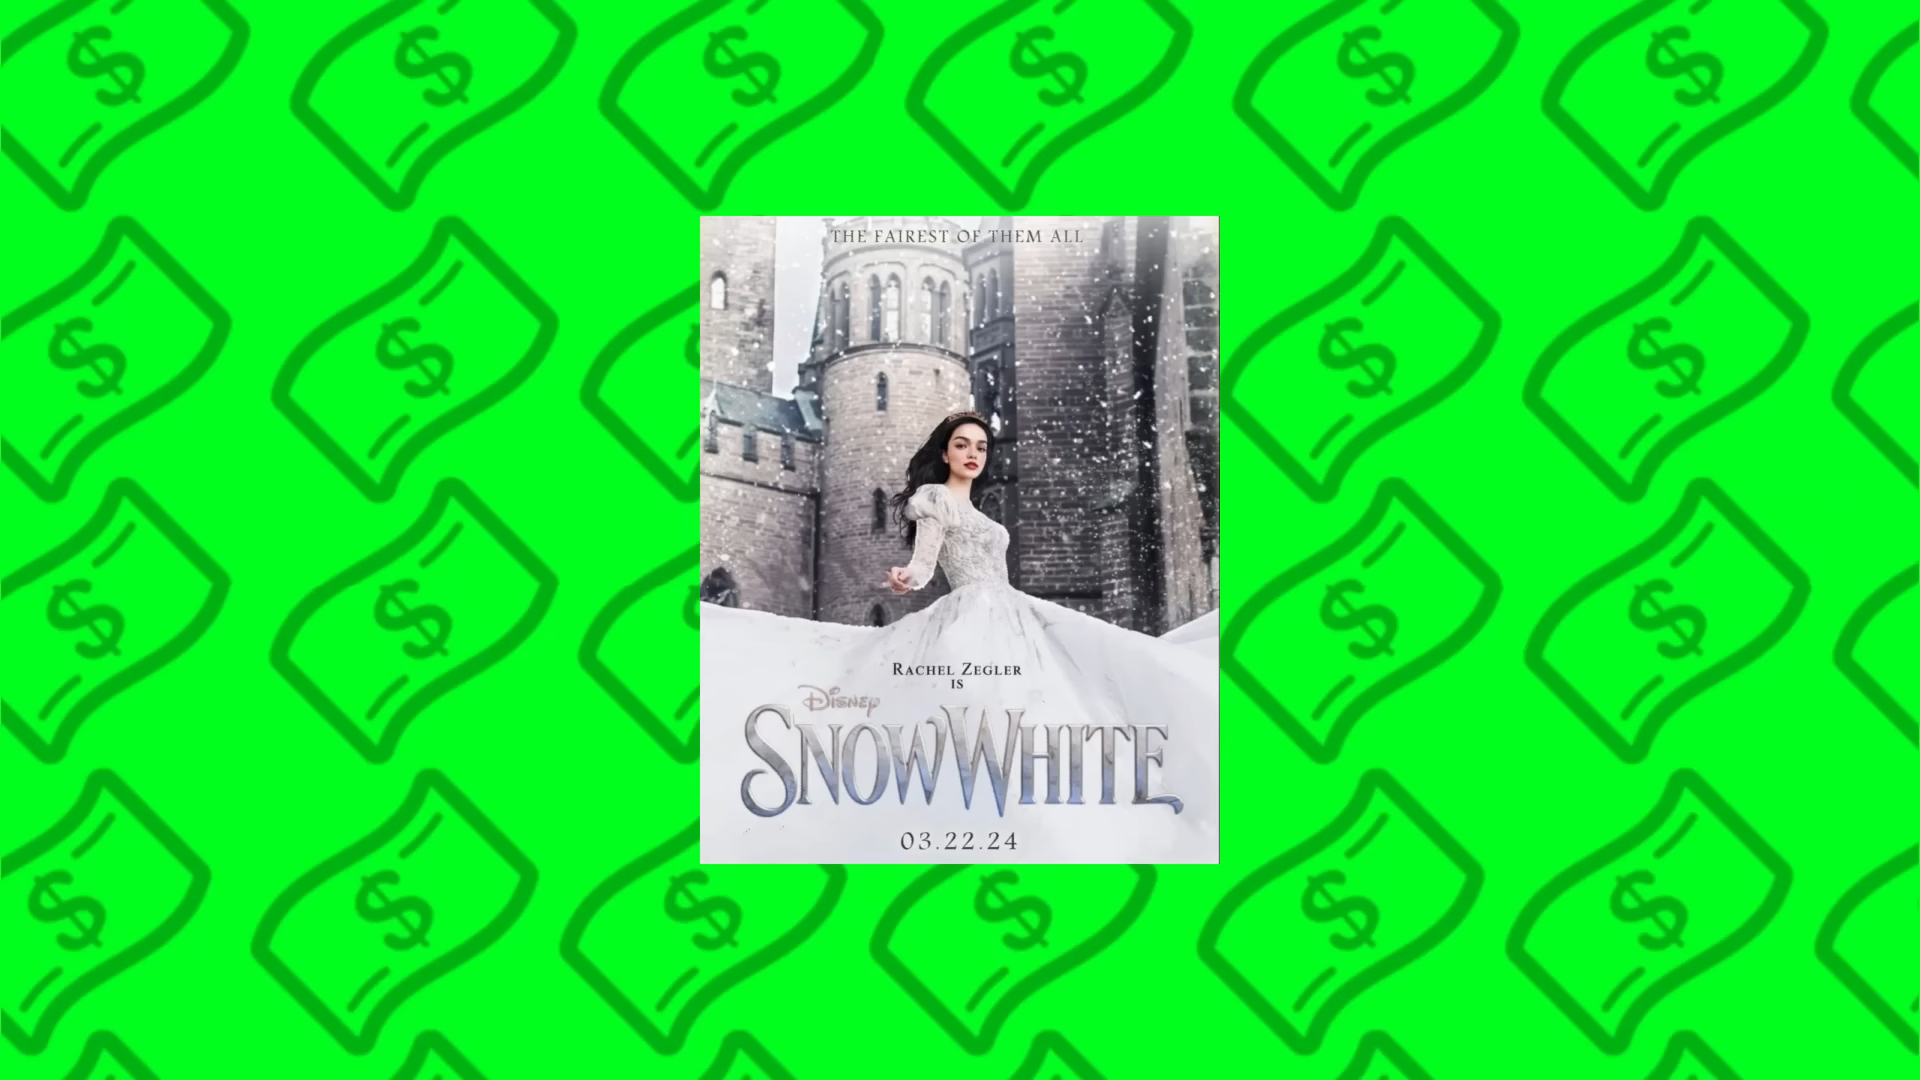 THE FAIREST OF THEM ALL
RACHEL ZEGLER
IS
DISNEY
SNOW WHITE
03.22.24